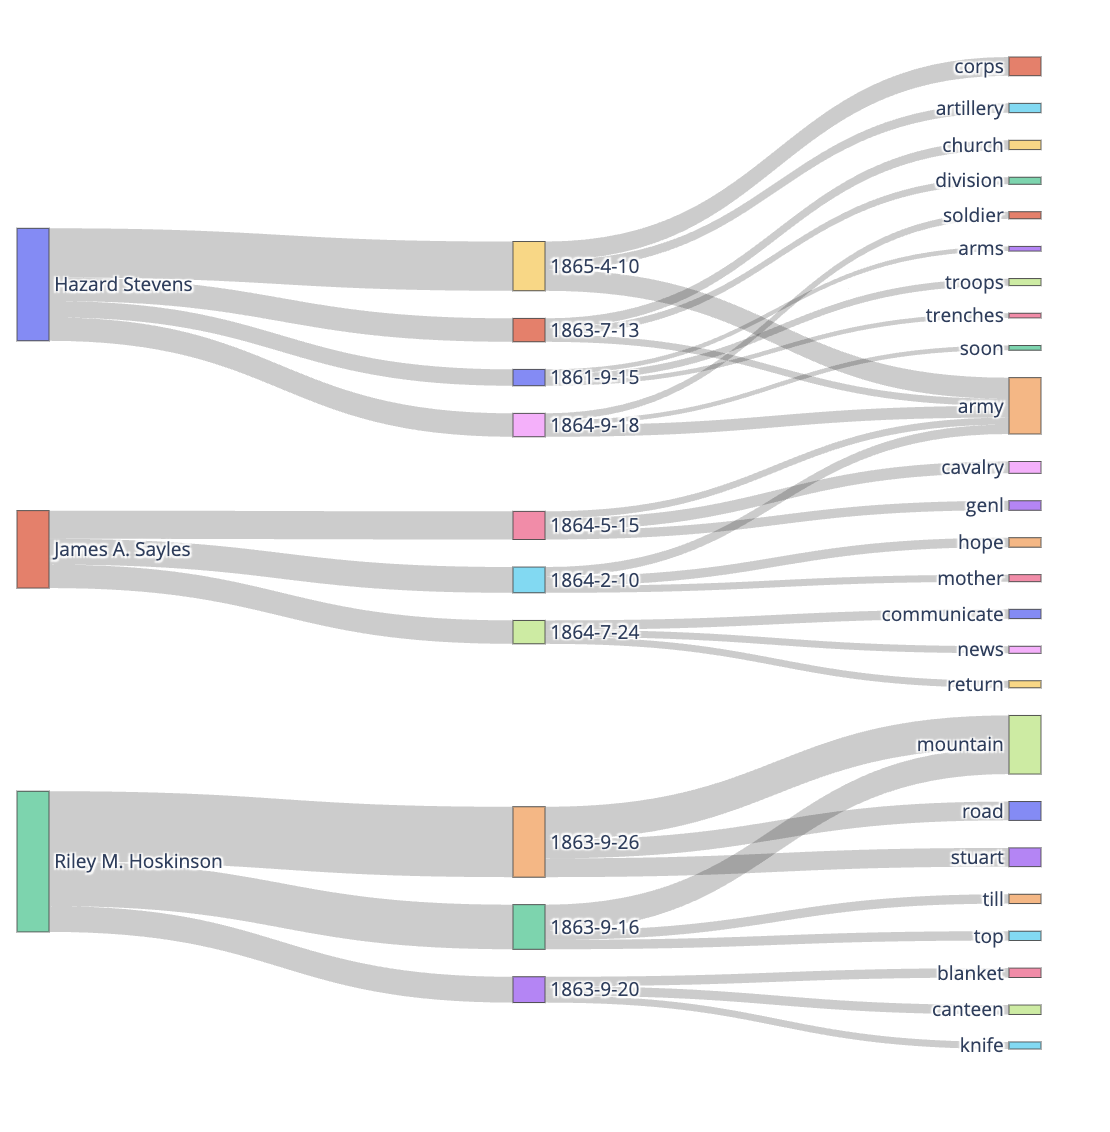 Hazard Stevens
James A. Sayles
Riley M. Hoskinson
1865-4-10
1863-7-13
1861-9-15
1864-9-18
1864-5-15
1864-2-10
1864-7-24
1863-9-26
1863-9-16
1863-9-20
corps
artillery
church
division
soldier
arms
troops
trenches
soon
army
cavalry
genl
hope
mother
communicate
news
return
mountain
road
stuart
till
top
blanket
canteen
knife